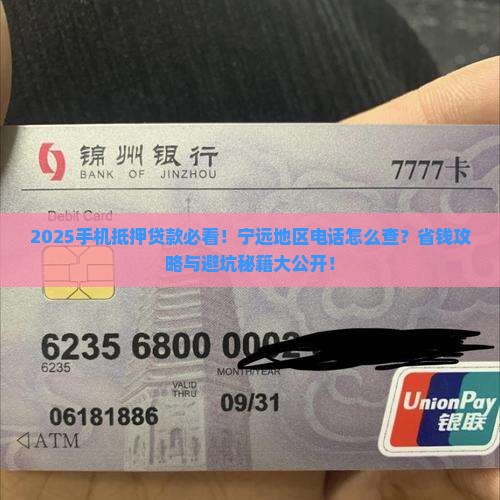 锦州银行
BANK OF JINZHOU
7777卡
Debit Card
2025手机抵押贷款必看！宁远地区电话怎么查？省钱攻
略与避坑秘籍大公开！
6235 6800 0002
6235
MONTH/YEAR
VALID
THRU
09/31
06181886
ATM
UnionPay
银联